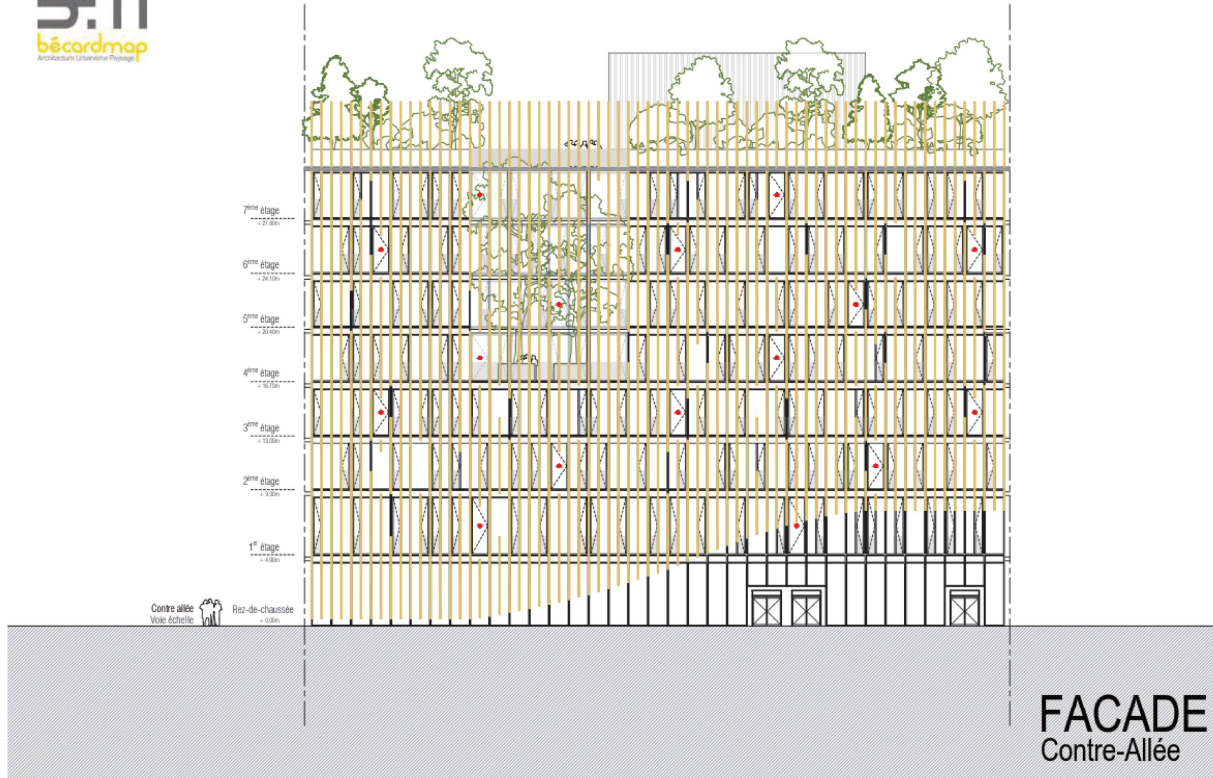 bécardmap
Architecture Urbanisme Paysage
7ème étage
+ 27.80m
6ème étage
+ 24.10m
5ème étage
+ 20.40m
4ème étage
+ 16.70m
3ème étage
+ 13.00m
2ème étage
+ 9.30m
1er étage
+ 4.90m
Contre allée
Voie échelle
Rez-de-chaussée
+ 0.00m
FACADE
Contre-Allée